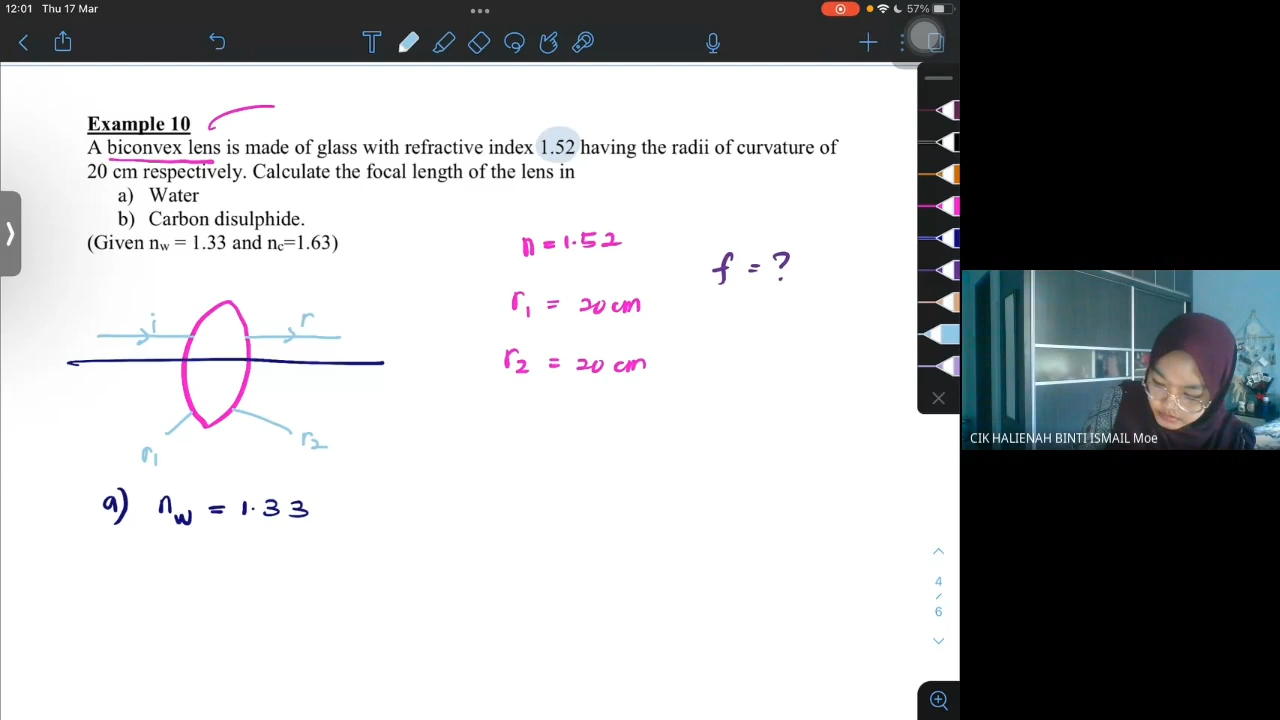 12:01 Thu 17 Mar
57%
Example 10
A biconvex lens is made of glass with refractive index 1.52 having the radii of curvature of
20 cm respectively. Calculate the focal length of the lens in
a) Water
b) Carbon disulphide.
(Given nw = 1.33 and nc=1.63)
n = 1.52
f = ?
r1 = 20 cm
r2 = 20 cm
i
r
r1
r2
a) nw = 1.33
4
/
6
CIK HALIENAH BINTI ISMAIL Moe